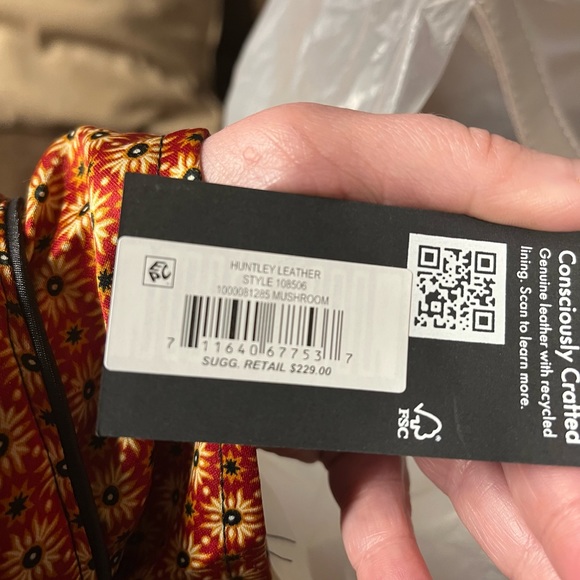 HUNTLEY LEATHER
STYLE 108506
1000081285 MUSHROOM
7 11640 67753 7
SUGG. RETAIL $229.00
Consciously Crafted
Genuine leather with recycled
lining. Scan to learn more.
FSC